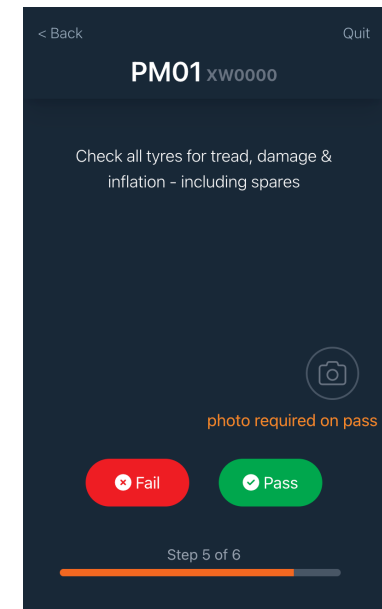 < Back Quit
PM01 XW0000
Check all tyres for tread, damage &
inflation - including spares
photo required on pass
Fail Pass
Step 5 of 6